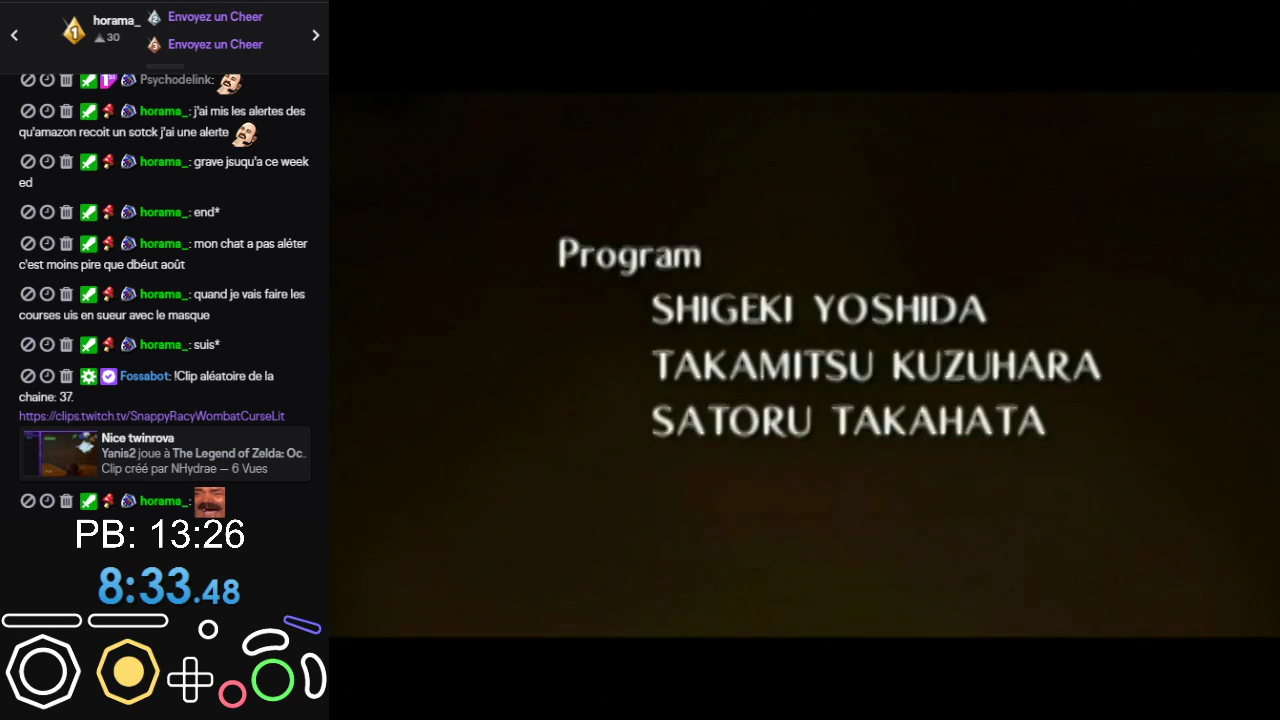 horama_
30
Envoyez un Cheer
Envoyez un Cheer
Psychodelink:
horama_: j'ai mis les alertes des
qu'amazon recoit un sotck j'ai une alerte
horama_: grave jsuqu'a ce week
ed
horama_: end*
horama_: mon chat a pas aléter
c'est moins pire que dbéut août
horama_: quand je vais faire les
courses uis en sueur avec le masque
horama_: suis*
Fossabot: !Clip aléatoire de la
chaine: 37.
https://clips.twitch.tv/SnappyRacyWombatCurseLit
Nice twinrova
Yanis2 joue à The Legend of Zelda: Oc..
Clip créé par NHydrae — 6 Vues
horama_:
PB: 13:26
8:33.48
Program
SHIGEKI YOSHIDA
TAKAMITSU KUZUHARA
SATORU TAKAHATA